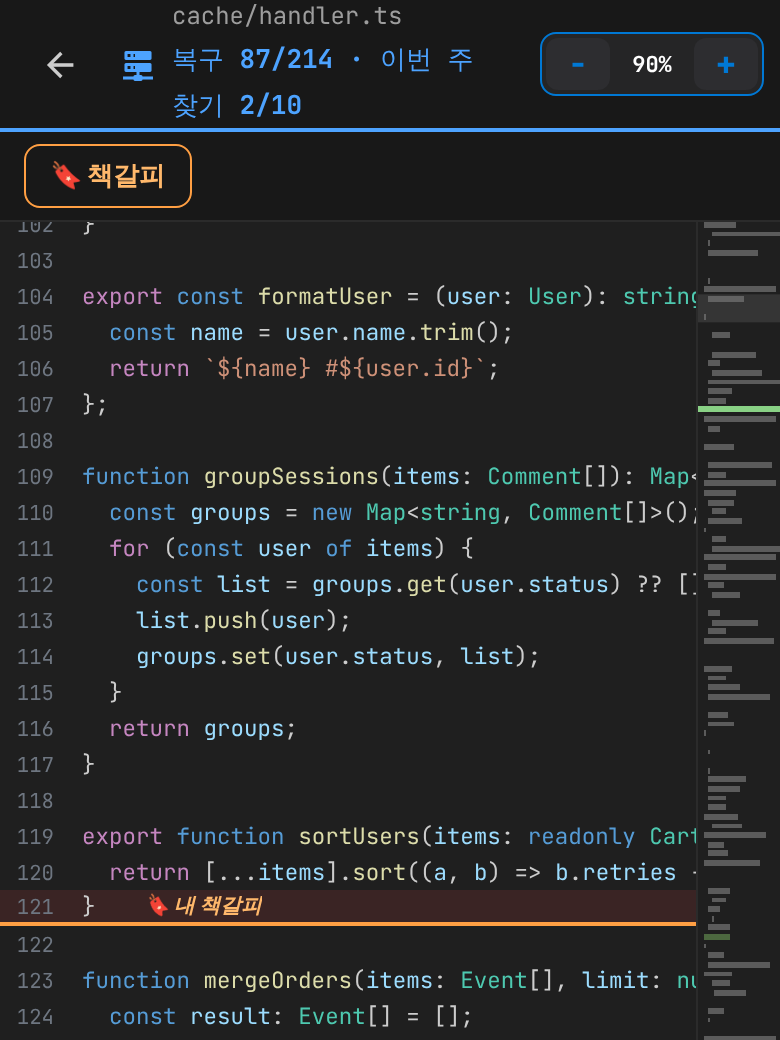 cache/handler.ts
복구 87/214 · 이번 주
찾기 2/10
- 90% +
🔖 책갈피
102 }
103
104 export const formatUser = (user: User): string
105 const name = user.name.trim();
106 return `${name} #${user.id}`;
107 };
108
109 function groupSessions(items: Comment[]): Map<
110 const groups = new Map<string, Comment[]>();
111 for (const user of items) {
112 const list = groups.get(user.status) ?? []
113 list.push(user);
114 groups.set(user.status, list);
115 }
116 return groups;
117 }
118
119 export function sortUsers(items: readonly Cart
120 return [...items].sort((a, b) => b.retries -
121 } 🔖 내 책갈피
122
123 function mergeOrders(items: Event[], limit: nu
124 const result: Event[] = [];